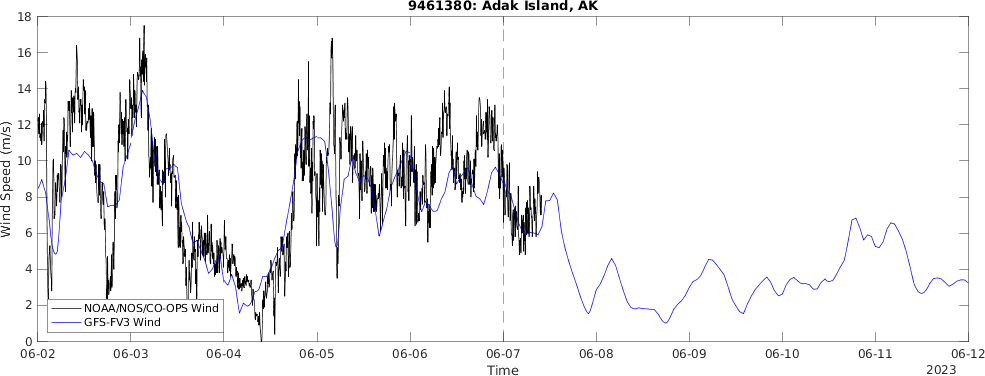 9461380: Adak Island, AK
18
16
14
12
10
8
6
4
2
0
Wind Speed (m/s)
NOAA/NOS/CO-OPS Wind
GFS-FV3 Wind
06-02 06-03 06-04 06-05 06-06 06-07 06-08 06-09 06-10 06-11 06-12
Time
2023